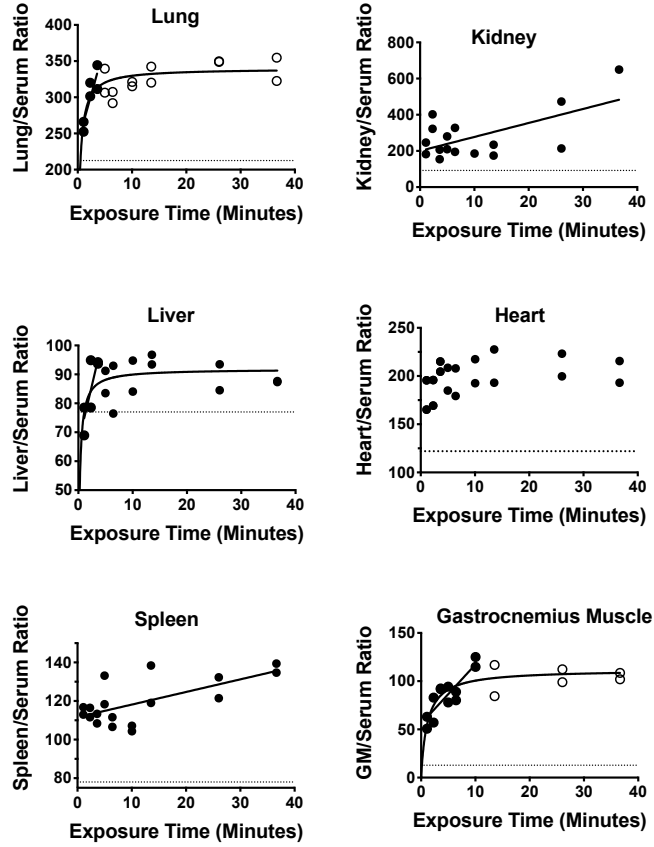 Lung
Lung/Serum Ratio
400
350
300
250
200
0 10 20 30 40
Exposure Time (Minutes)
Kidney
Kidney/Serum Ratio
800
600
400
200
0
0 10 20 30 40
Exposure Time (Minutes)
Liver
Liver/Serum Ratio
100
90
80
70
60
50
0 10 20 30 40
Exposure Time (Minutes)
Heart
Heart/Serum Ratio
250
200
150
100
0 10 20 30 40
Exposure Time (Minutes)
Spleen
Spleen/Serum Ratio
140
120
100
80
0 10 20 30 40
Exposure Time (Minutes)
Gastrocnemius Muscle
GM/Serum Ratio
150
100
50
0
0 10 20 30 40
Exposure Time (Minutes)